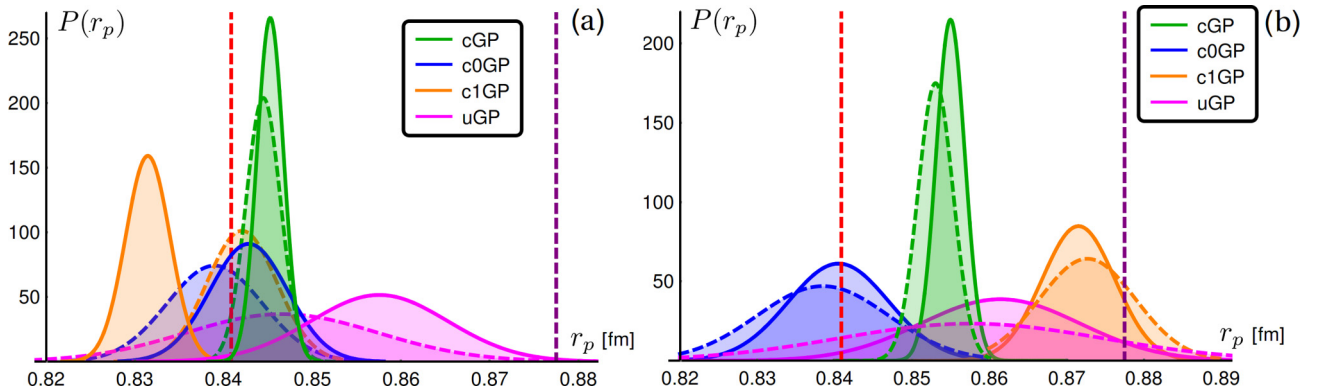 P(r_p)
(a)
250
200
150
100
50
cGP
c0GP
c1GP
uGP
r_p [fm]
0.82 0.83 0.84 0.85 0.86 0.87 0.88
P(r_p)
(b)
200
150
100
50
cGP
c0GP
c1GP
uGP
r_p [fm]
0.82 0.83 0.84 0.85 0.86 0.87 0.88 0.89